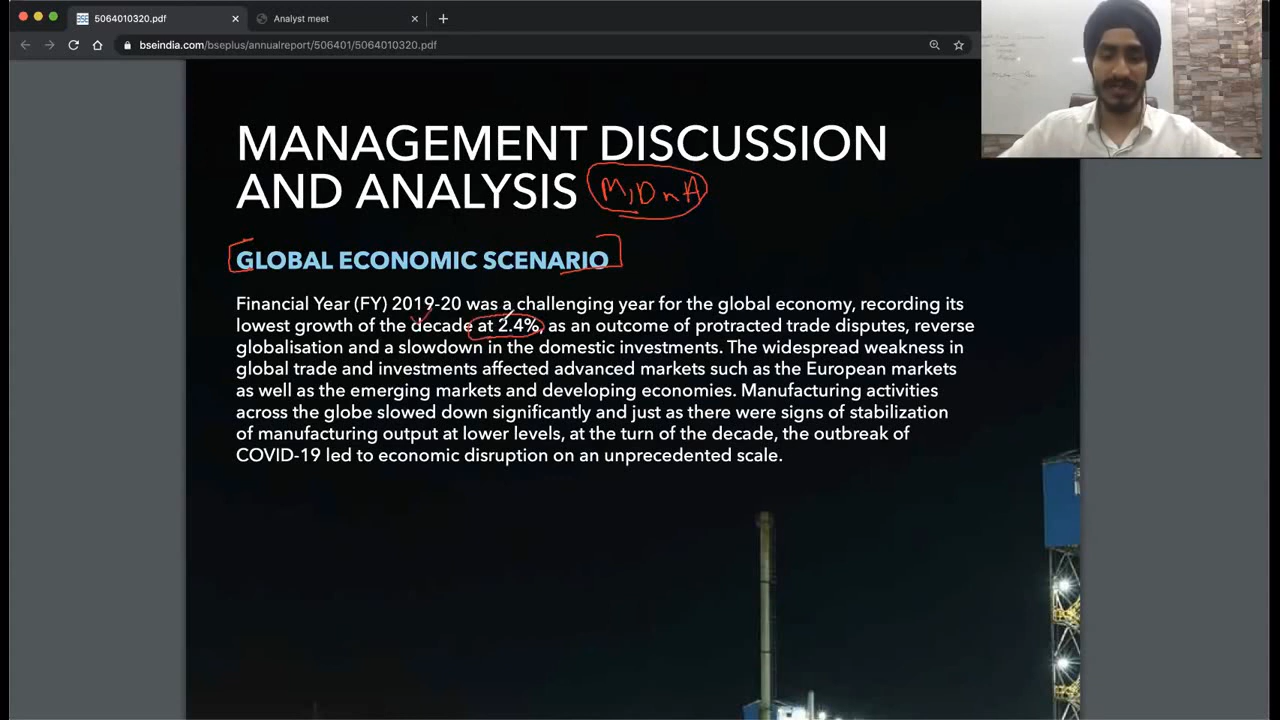 5064010320.pdf
Analyst meet
bseindia.com/bseplus/annualreport/506401/5064010320.pdf
MANAGEMENT DISCUSSION
AND ANALYSIS M,DnA
GLOBAL ECONOMIC SCENARIO
Financial Year (FY) 2019-20 was a challenging year for the global economy, recording its
lowest growth of the decade at 2.4%, as an outcome of protracted trade disputes, reverse
globalisation and a slowdown in the domestic investments. The widespread weakness in
global trade and investments affected advanced markets such as the European markets
as well as the emerging markets and developing economies. Manufacturing activities
across the globe slowed down significantly and just as there were signs of stabilization
of manufacturing output at lower levels, at the turn of the decade, the outbreak of
COVID-19 led to economic disruption on an unprecedented scale.